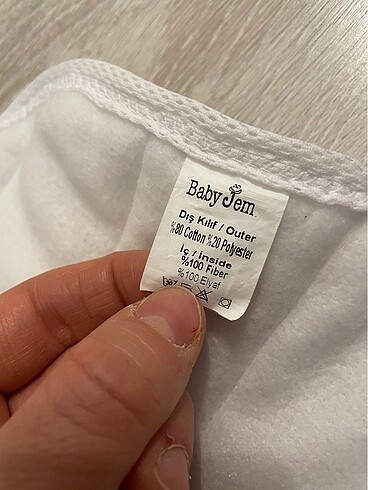 Baby Jem
Dış Kılıf / Outer
%80 Cotton %20 Polyester
İç / Inside
%100 Fiber
%100 Elyaf